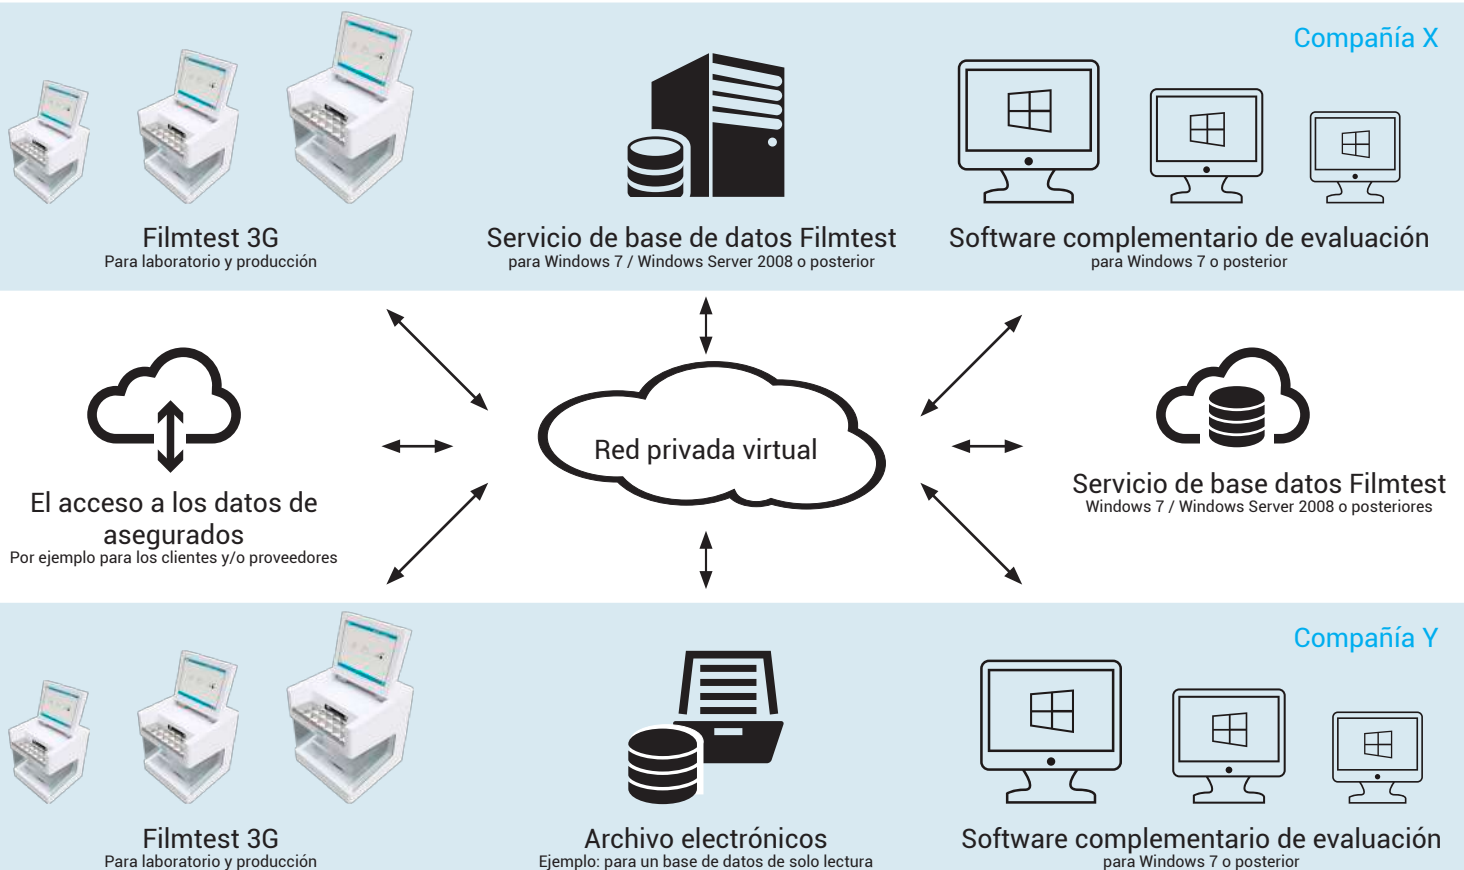 Compañía X
Filmtest 3G
Para laboratorio y producción
Servicio de base de datos Filmtest
para Windows 7 / Windows Server 2008 o posterior
Software complementario de evaluación
para Windows 7 o posterior
El acceso a los datos de
asegurados
Por ejemplo para los clientes y/o proveedores
Red privada virtual
Servicio de base datos Filmtest
Windows 7 / Windows Server 2008 o posteriores
Compañía Y
Filmtest 3G
Para laboratorio y producción
Archivo electrónicos
Ejemplo: para un base de datos de solo lectura
Software complementario de evaluación
para Windows 7 o posterior